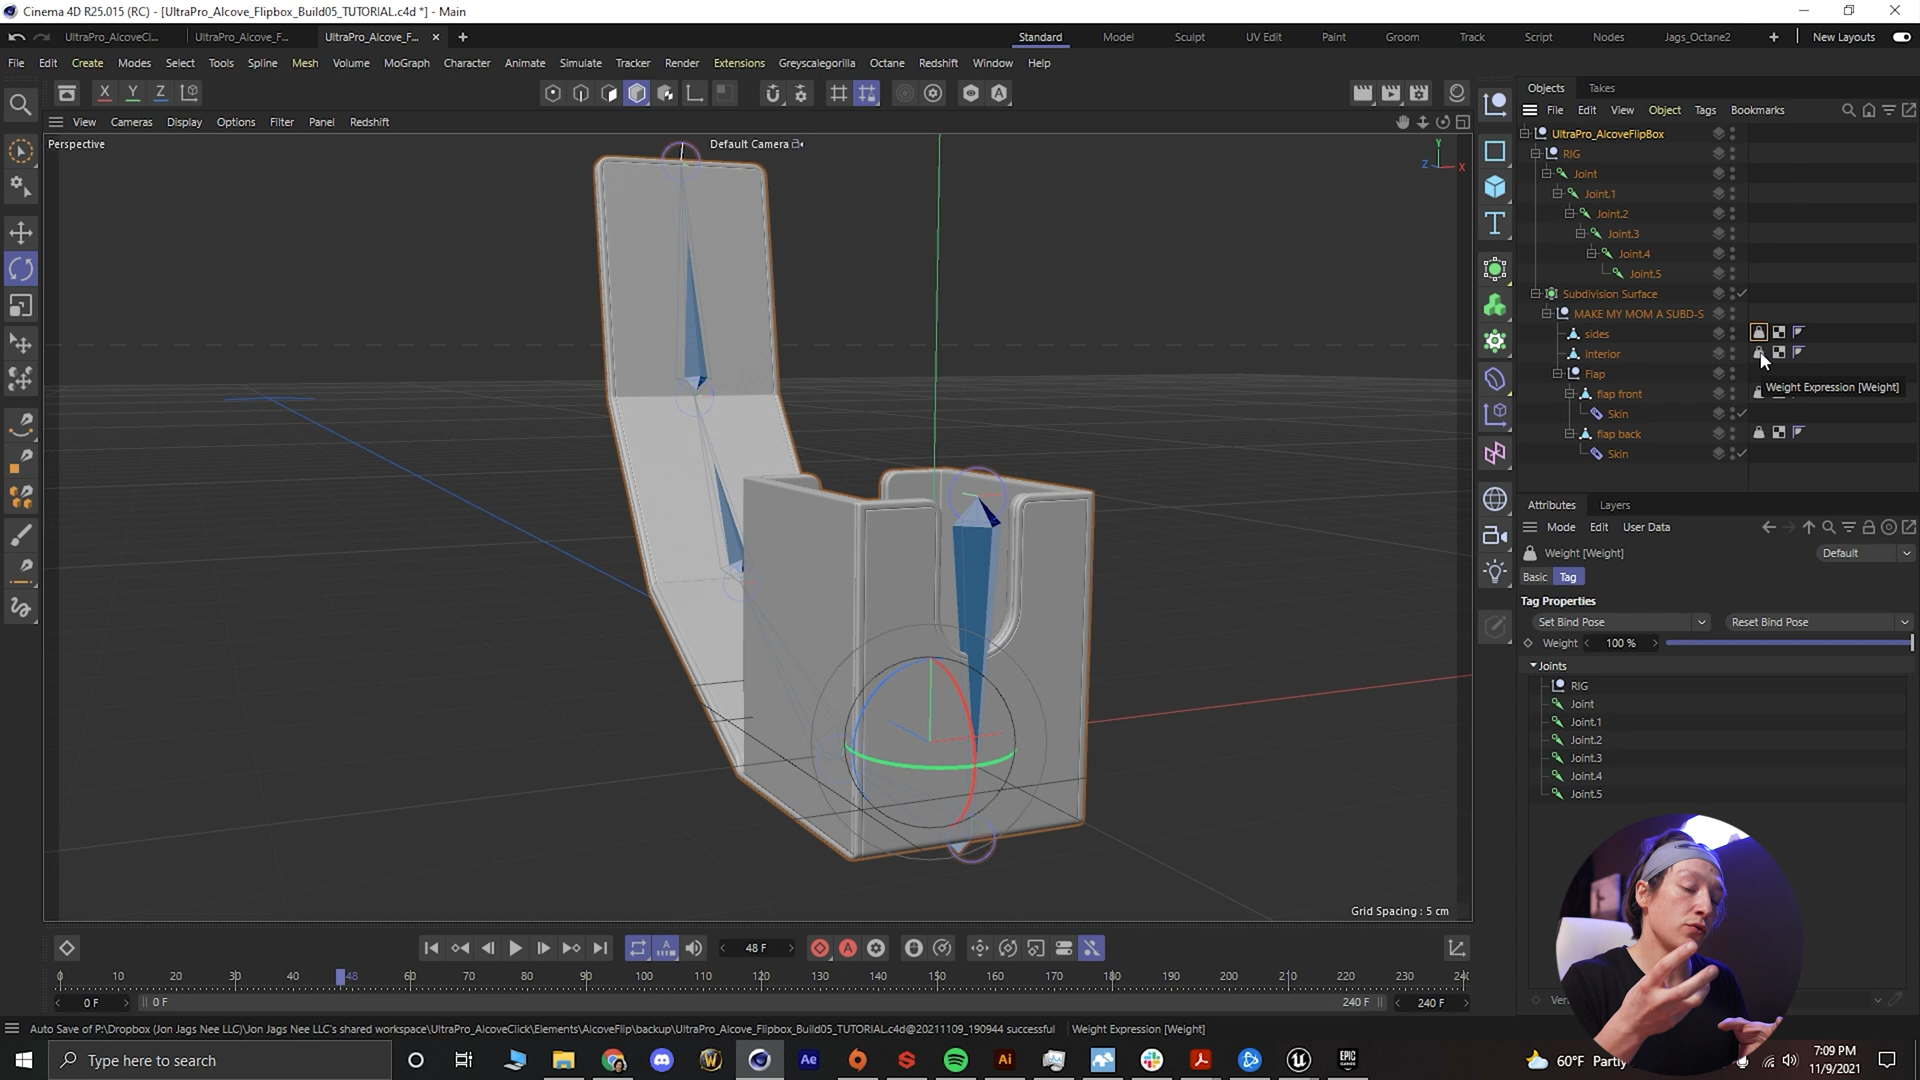 Cinema 4D R25.015 (RC) - [UltraPro_Alcove_Flipbox_Build05_TUTORIAL.c4d *] - Main
UltraPro_AlcoveCl... UltraPro_Alcove_F... UltraPro_Alcove_F... × + Standard Model Sculpt UV Edit Paint Groom Track Script Nodes Jags_Octane2 + New Layouts
File Edit Create Modes Select Tools Spline Mesh Volume MoGraph Character Animate Simulate Tracker Render Extensions Greyscalegorilla Octane Redshift Window Help
X Y Z
Objects Takes
File Edit View Object Tags Bookmarks
View Cameras Display Options Filter Panel Redshift
Perspective Default Camera
Y
Z X
UltraPro_AlcoveFlipBox
RIG
Joint
Joint.1
Joint.2
Joint.3
Joint.4
Joint.5
Subdivision Surface
MAKE MY MOM A SUBD-S
sides
interior
Flap
Weight Expression [Weight]
flap front
Skin
flap back
Skin
Attributes Layers
Mode Edit User Data
Weight [Weight] Default
Basic Tag
Tag Properties
Set Bind Pose Reset Bind Pose
Weight 100 %
Joints
RIG
Joint
Joint.1
Joint.2
Joint.3
Joint.4
Joint.5
Grid Spacing : 5 cm
48 F
0 10 20 30 40 48 60 70 80 90 100 110 120 130 140 150 160 170 180 190 200 210 220 230
0 F 0 F 240 F 240 F
Auto Save of P:\Dropbox (Jon Jags Nee LLC)\Jon Jags Nee LLC's shared workspace\UltraPro_AlcoveClick\Elements\AlcoveFlip\backup\UltraPro_Alcove_Flipbox_Build05_TUTORIAL.c4d@20211109_190944 successful Weight Expression [Weight]
Type here to search Ae Ai EPIC GAMES 60°F 7:09 PM
11/9/2021